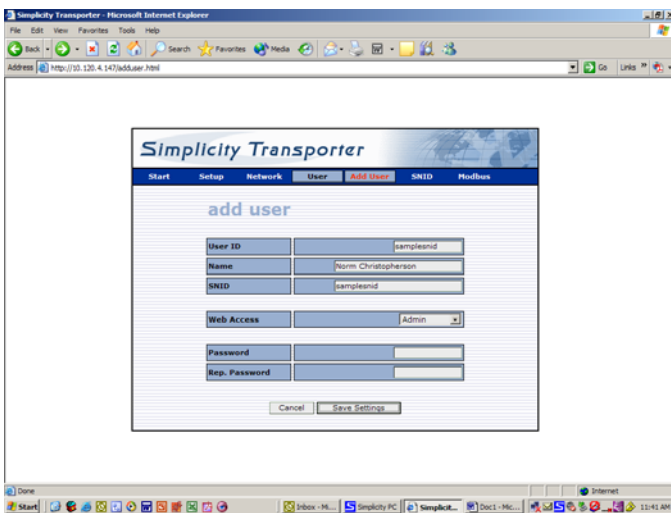 Simplicity Transporter - Microsoft Internet Explorer
File Edit View Favorites Tools Help
Back Search Favorites Media
Address http://10.120.4.147/adduser.html Go Links »
Simplicity Transporter
Start Setup Network User Add User SNID Modbus
add user
User ID samplesnid
Name Norm Christopherson
SNID samplesnid
Web Access Admin
Password
Rep. Password
Cancel Save Settings
Done Internet
Start Inbox - M... Simplicity PC Simplicit... Doc1 - Mic... 11:41 AM